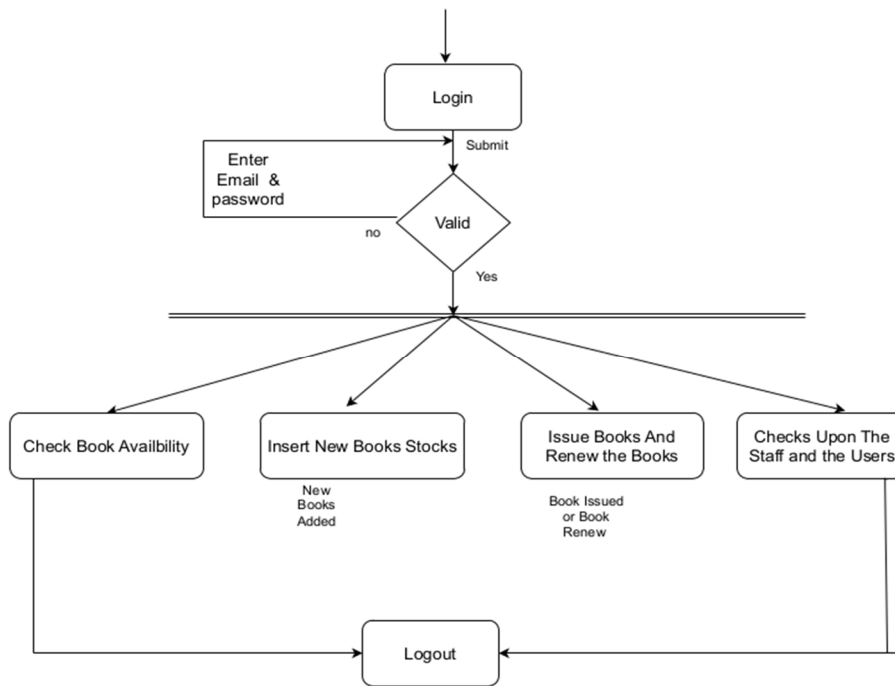 Login
Submit
Enter
Email &
password
Valid
no
Yes
Check Book Availbility
Insert New Books Stocks
Issue Books And
Renew the Books
Checks Upon The
Staff and the Users
New
Books
Added
Book Issued
or Book
Renew
Logout